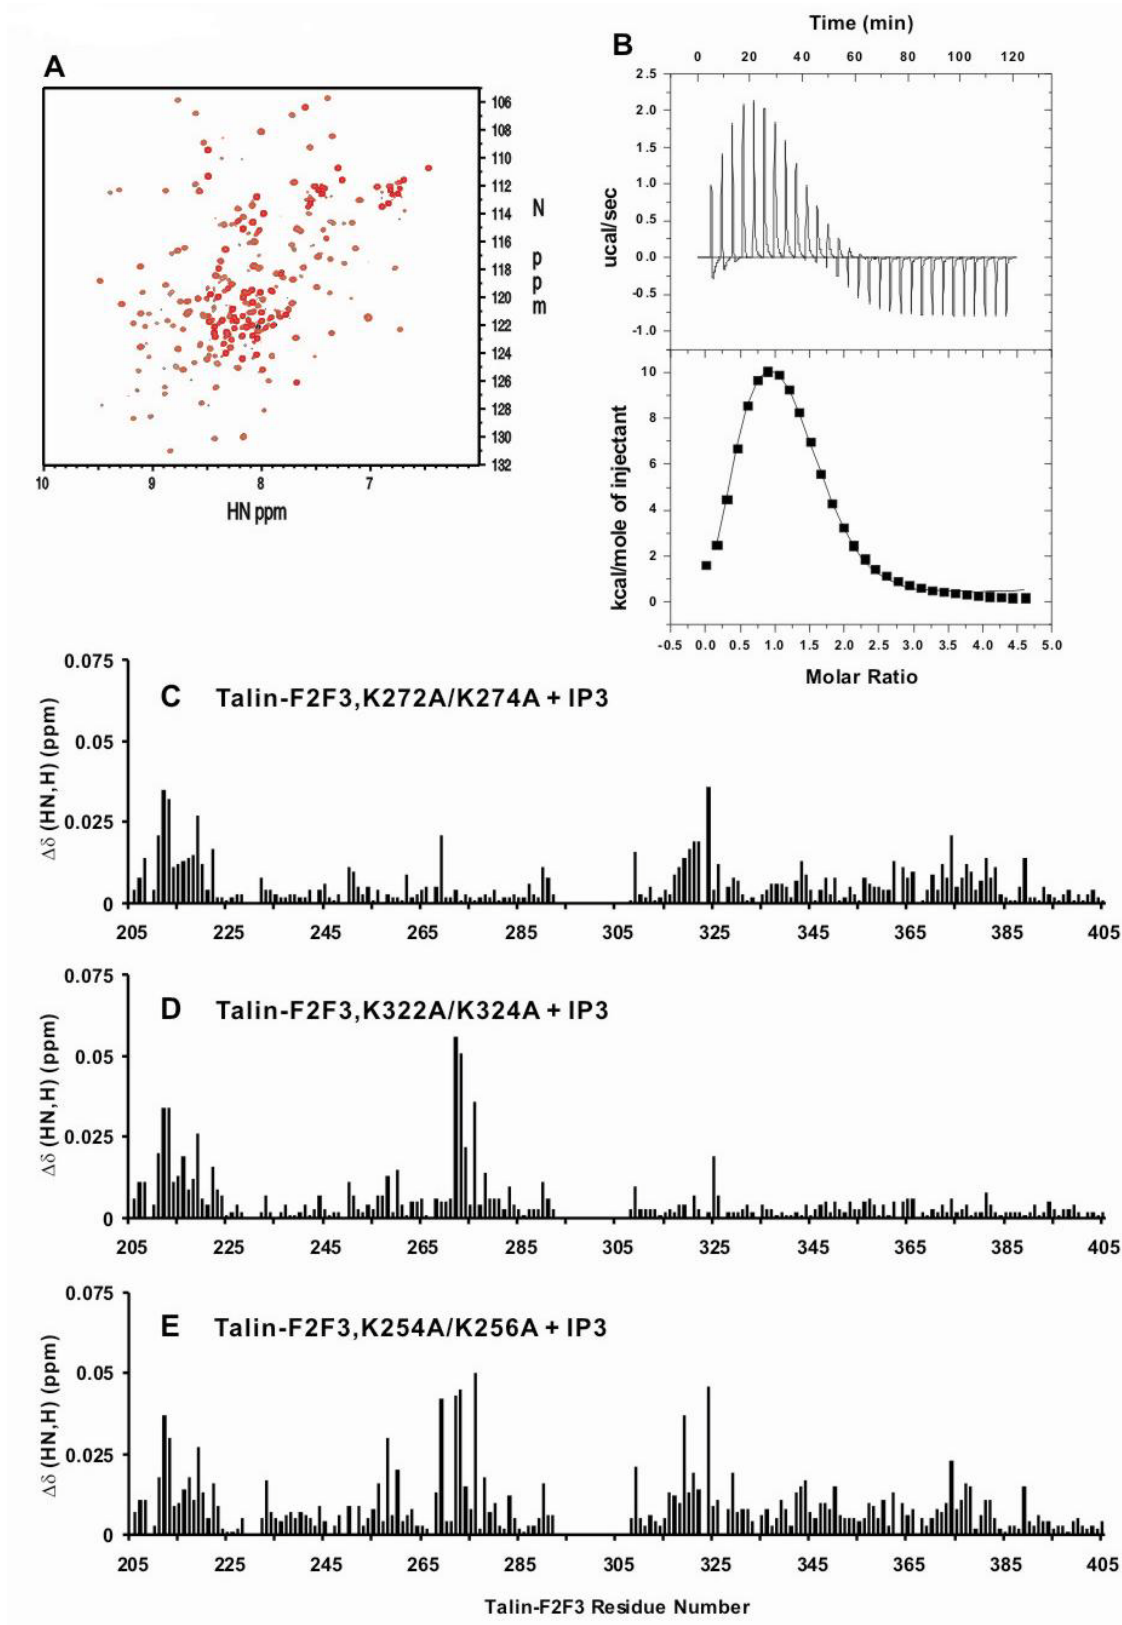 A
106
108
110
112
114
116
118
120
122
124
126
128
130
132
N
p
p
m
10 9 8 7
HN ppm
B
Time (min)
0 20 40 60 80 100 120
2.5
2.0
1.5
1.0
0.5
0.0
-0.5
-1.0
ucal/sec
10
8
6
4
2
0
kcal/mole of injectant
-0.5 0.0 0.5 1.0 1.5 2.0 2.5 3.0 3.5 4.0 4.5 5.0
Molar Ratio
C Talin-F2F3,K272A/K274A + IP3
Δδ (HN,H) (ppm)
0.075
0.05
0.025
0
205 225 245 265 285 305 325 345 365 385 405
D Talin-F2F3,K322A/K324A + IP3
Δδ (HN,H) (ppm)
0.075
0.05
0.025
0
205 225 245 265 285 305 325 345 365 385 405
E Talin-F2F3,K254A/K256A + IP3
Δδ (HN,H) (ppm)
0.075
0.05
0.025
0
205 225 245 265 285 305 325 345 365 385 405
Talin-F2F3 Residue Number